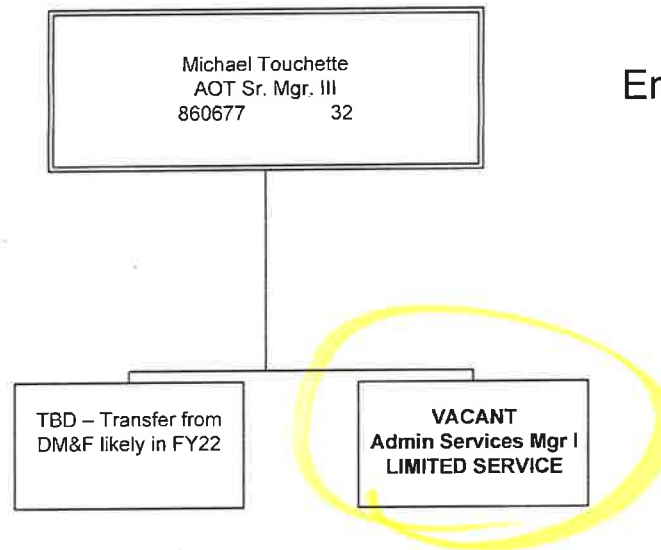 Michael Touchette
AOT Sr. Mgr. III
860677 32
TBD – Transfer from
DM&F likely in FY22
VACANT
Admin Services Mgr I
LIMITED SERVICE